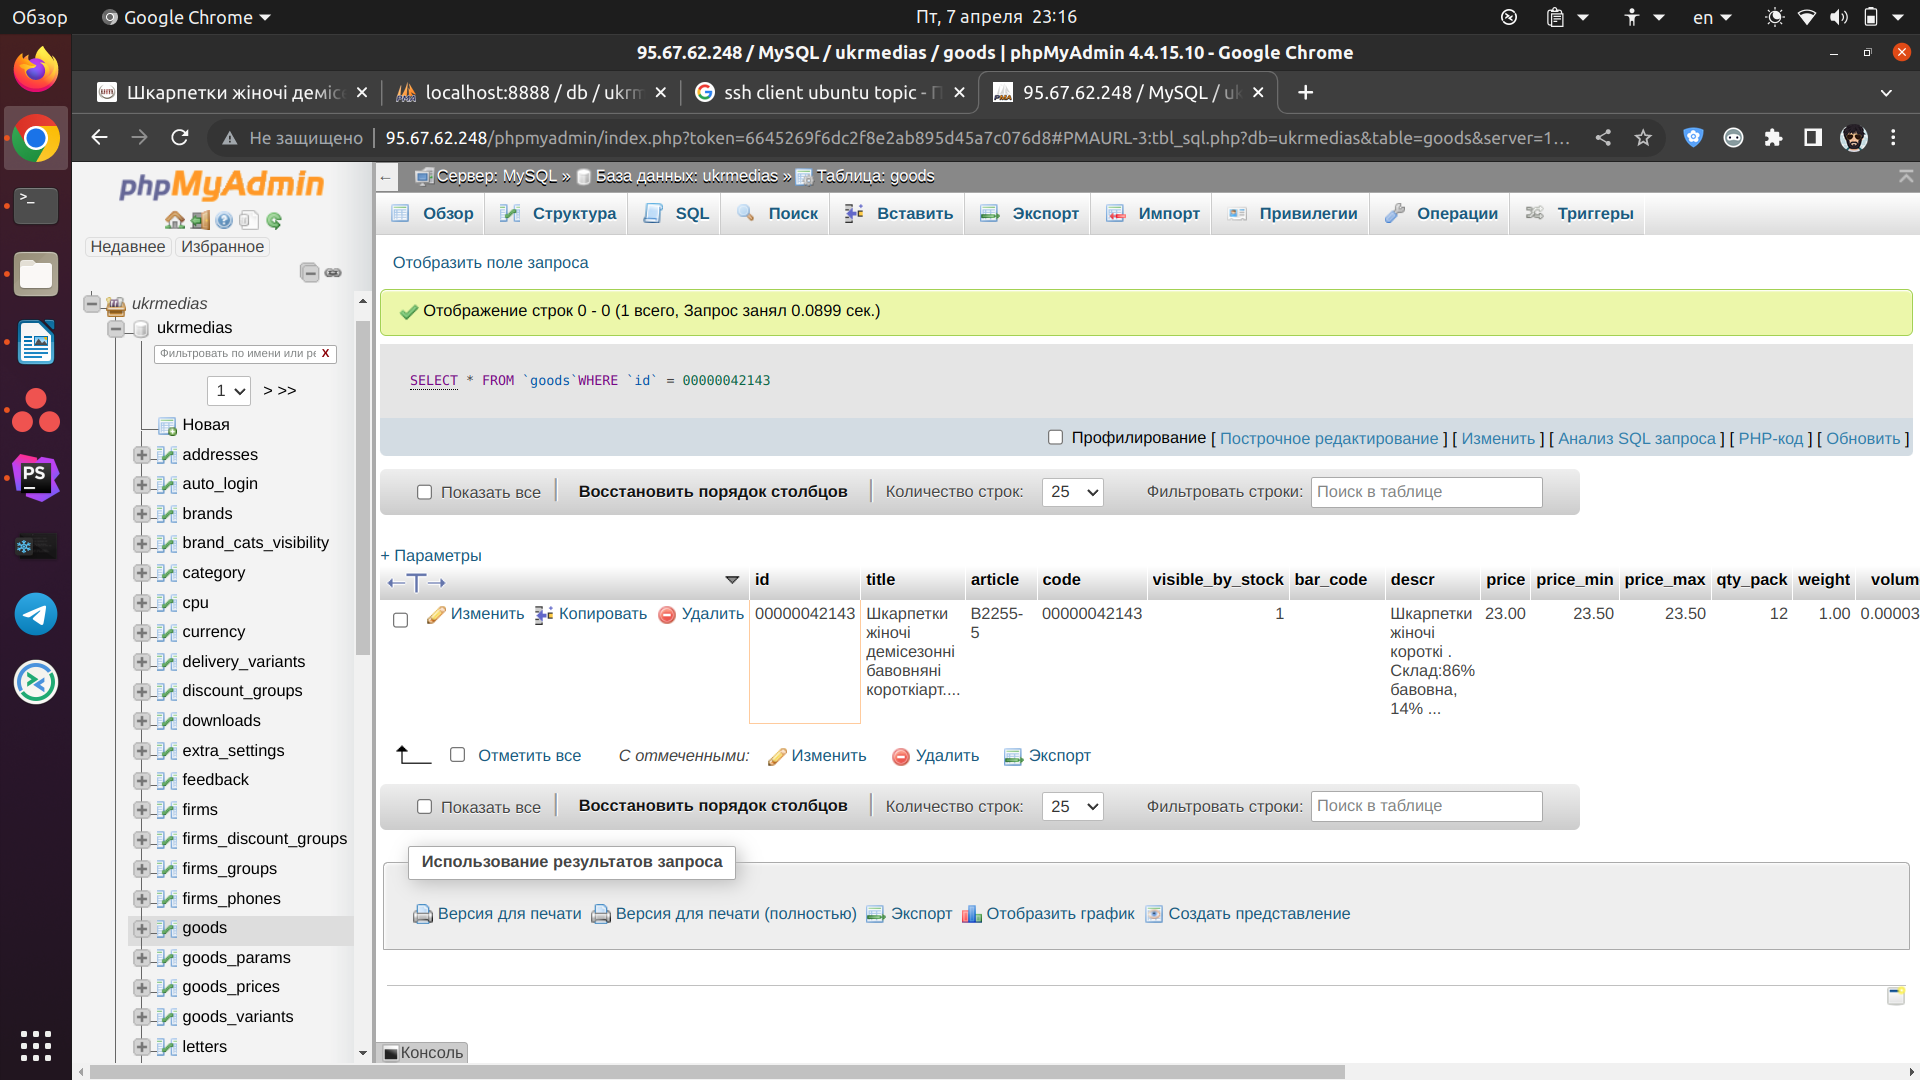 Обзор
Google Chrome
Пт, 7 апреля 23:16
en
95.67.62.248 / MySQL / ukrmedias / goods | phpMyAdmin 4.4.15.10 - Google Chrome
Шкарпетки жіночі деміс
localhost:8888 / db / ukrm
ssh client ubuntu topic - П
95.67.62.248 / MySQL / uk
Не защищено
95.67.62.248/phpmyadmin/index.php?token=6645269f6dc2f8e2ab895d45a7c076d8#PMAURL-3:tbl_sql.php?db=ukrmedias&table=goods&server=1...
phpMyAdmin
Недавнее Избранное
ukrmedias
ukrmedias
Фильтровать по имени или ре X
1 > >>
Новая
addresses
auto_login
brands
brand_cats_visibility
category
cpu
currency
delivery_variants
discount_groups
downloads
extra_settings
feedback
firms
firms_discount_groups
firms_groups
firms_phones
goods
goods_params
goods_prices
goods_variants
letters
Сервер: MySQL » База данных: ukrmedias » Таблица: goods
Обзор Структура SQL Поиск Вставить Экспорт Импорт Привилегии Операции Триггеры
Отобразить поле запроса
Отображение строк 0 - 0 (1 всего, Запрос занял 0.0899 сек.)
SELECT * FROM `goods`WHERE `id` = 00000042143
Профилирование [ Построчное редактирование ] [ Изменить ] [ Анализ SQL запроса ] [ PHP-код ] [ Обновить ]
Показать все Восстановить порядок столбцов Количество строк: 25 Фильтровать строки: Поиск в таблице
+ Параметры
←T→ id title article code visible_by_stock bar_code descr price price_min price_max qty_pack weight volum
Изменить Копировать Удалить 00000042143 Шкарпетки B2255- 00000042143 1 Шкарпетки 23.00 23.50 23.50 12 1.00 0.00003
жіночі 5 жіночі
демісезонні короткі .
бавовняні Склад:86%
короткіарт.... бавовна,
14% ...
Отметить все С отмеченными: Изменить Удалить Экспорт
Показать все Восстановить порядок столбцов Количество строк: 25 Фильтровать строки: Поиск в таблице
Использование результатов запроса
Версия для печати Версия для печати (полностью) Экспорт Отобразить график Создать представление
Консоль